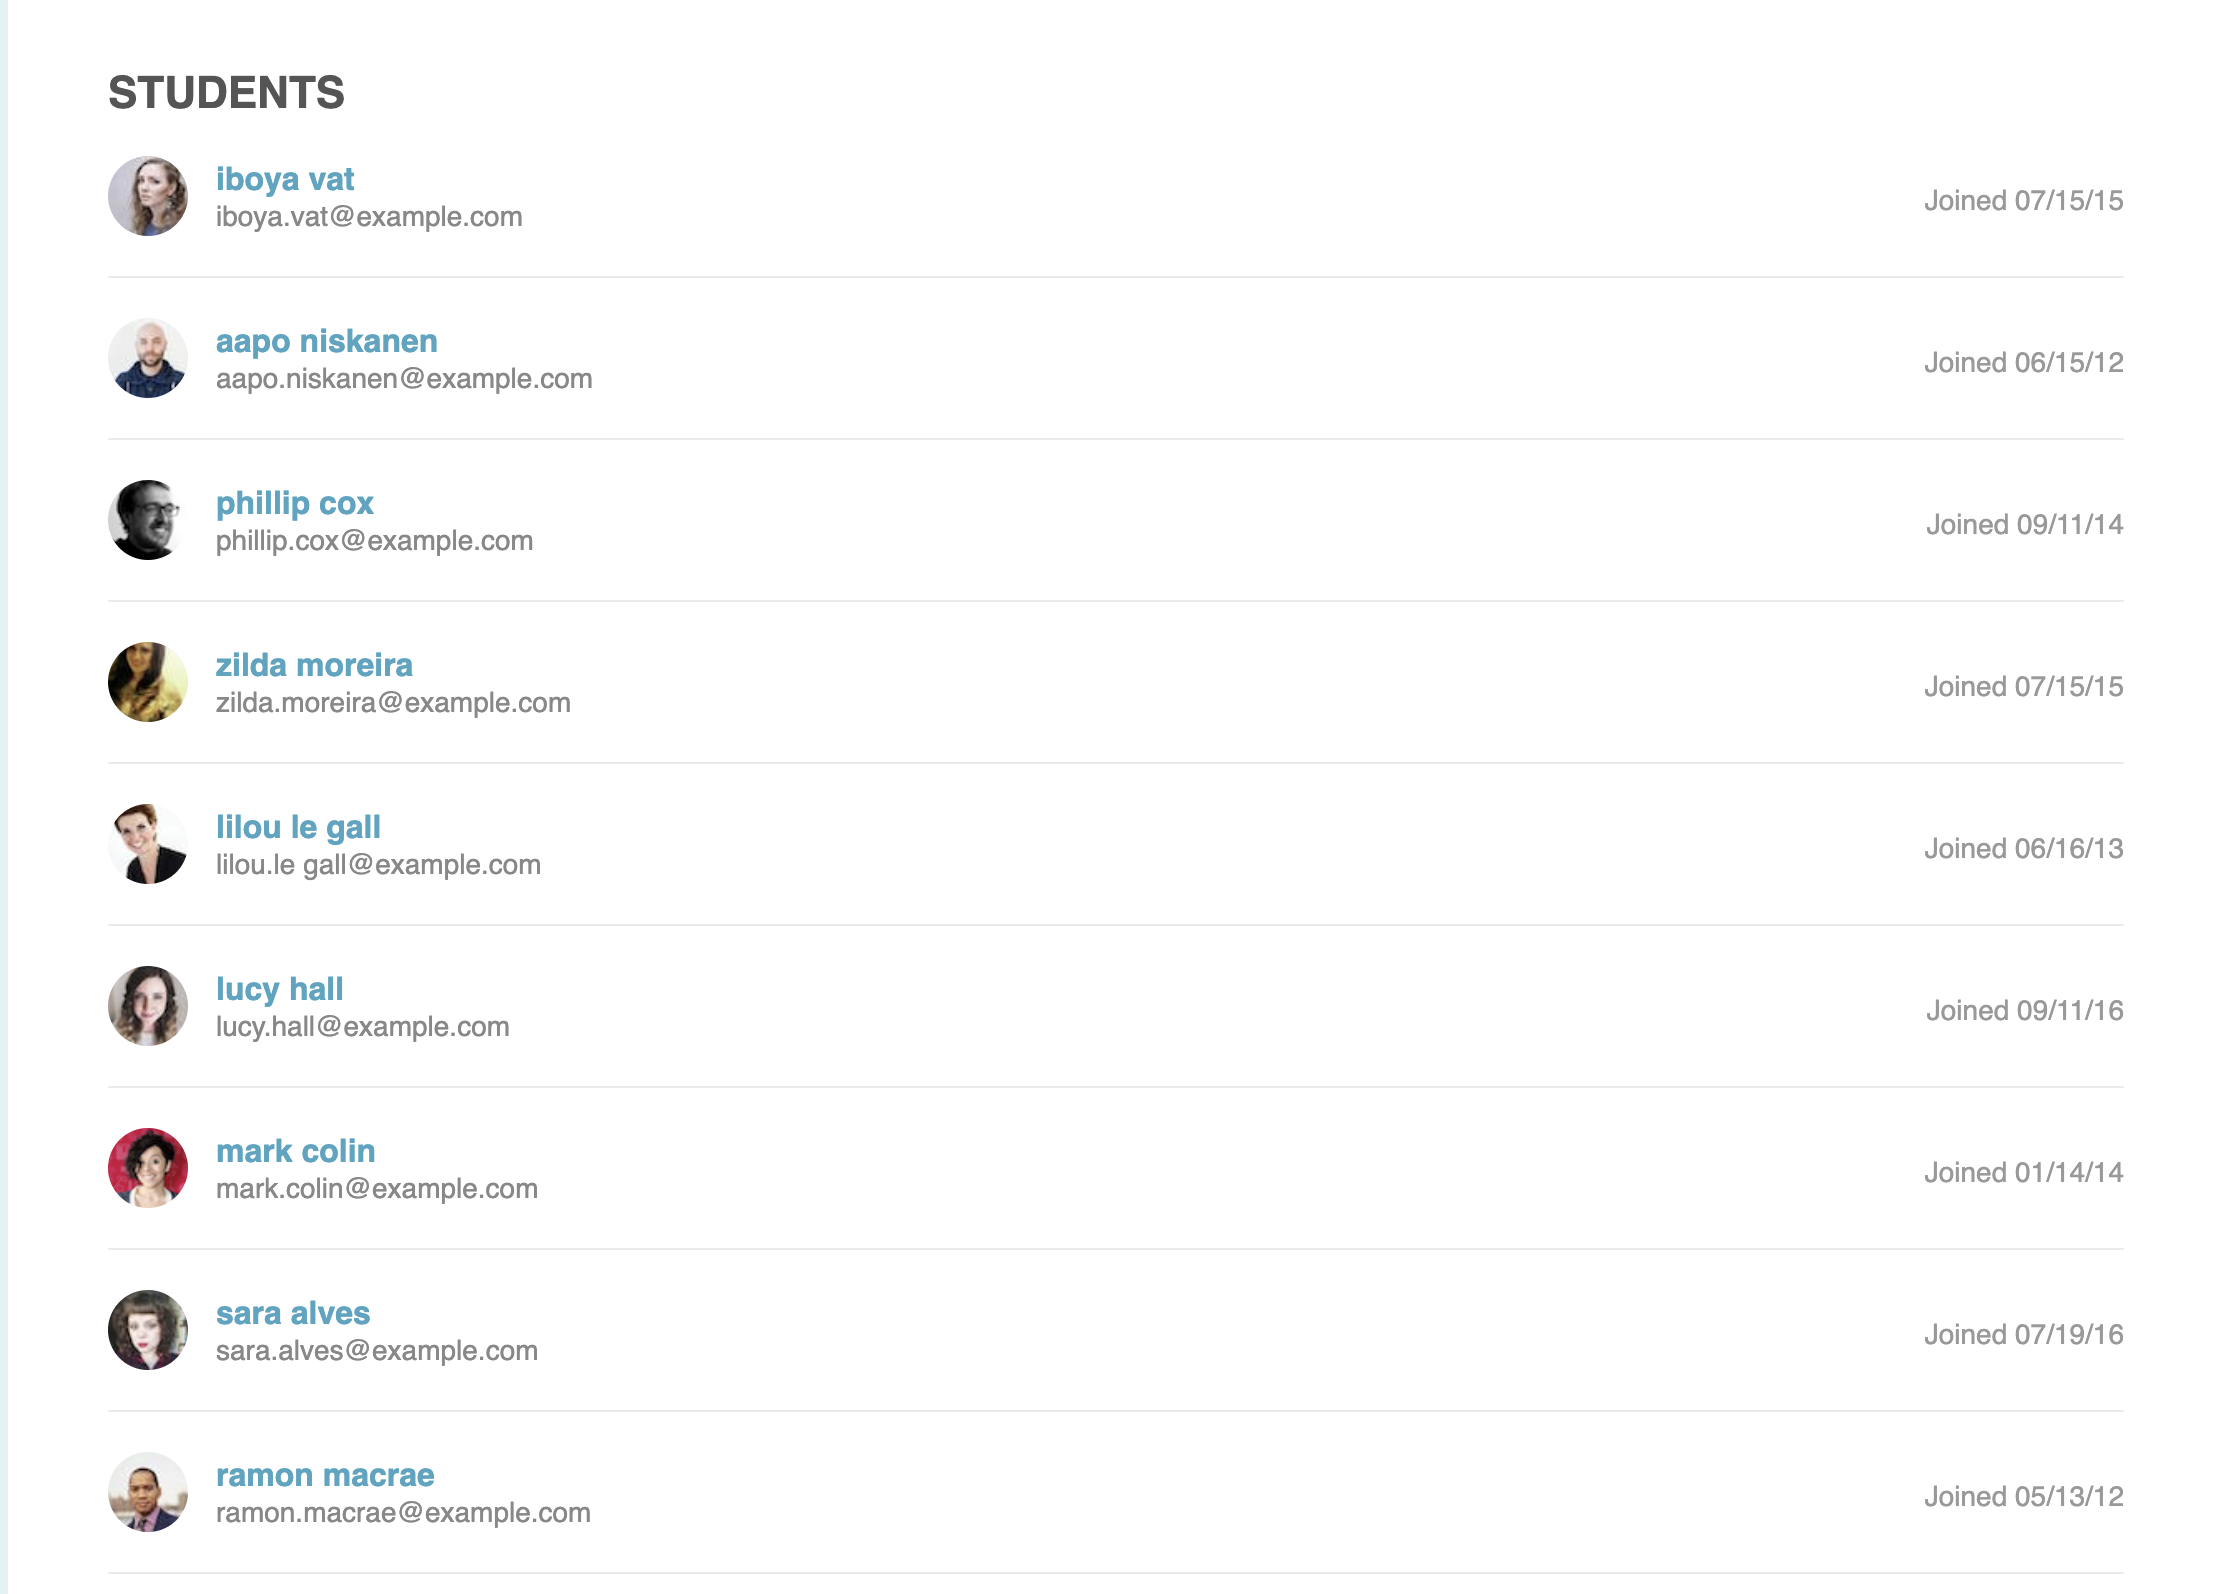 STUDENTS
iboya vat
iboya.vat@example.com
Joined 07/15/15
aapo niskanen
aapo.niskanen@example.com
Joined 06/15/12
phillip cox
phillip.cox@example.com
Joined 09/11/14
zilda moreira
zilda.moreira@example.com
Joined 07/15/15
lilou le gall
lilou.le gall@example.com
Joined 06/16/13
lucy hall
lucy.hall@example.com
Joined 09/11/16
mark colin
mark.colin@example.com
Joined 01/14/14
sara alves
sara.alves@example.com
Joined 07/19/16
ramon macrae
ramon.macrae@example.com
Joined 05/13/12